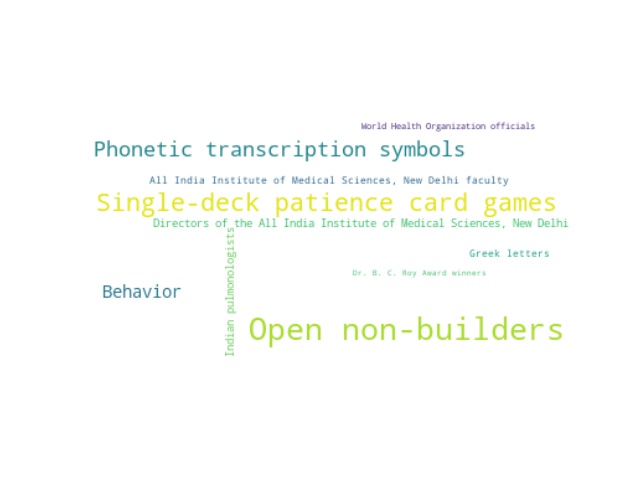 World Health Organization officials
Phonetic transcription symbols
All India Institute of Medical Sciences, New Delhi faculty
Single-deck patience card games
Directors of the All India Institute of Medical Sciences, New Delhi
Indian pulmonologists
Greek letters
Dr. B. C. Roy Award winners
Behavior
Open non-builders